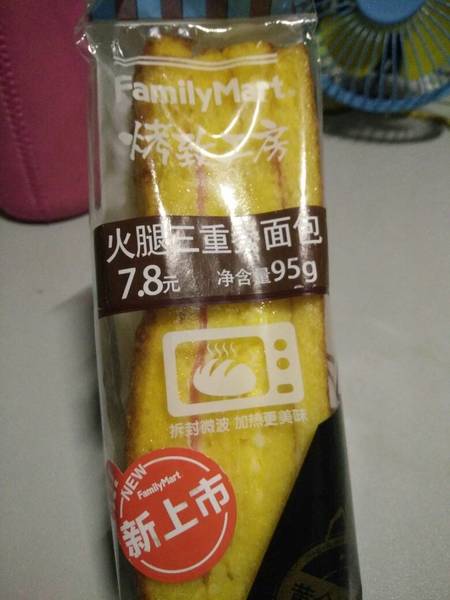 FamilyMart
烤致工房
火腿三重奏面包
7.8元 净含量95g
拆封微波 加热更美味
NEW
FamilyMart
新上市